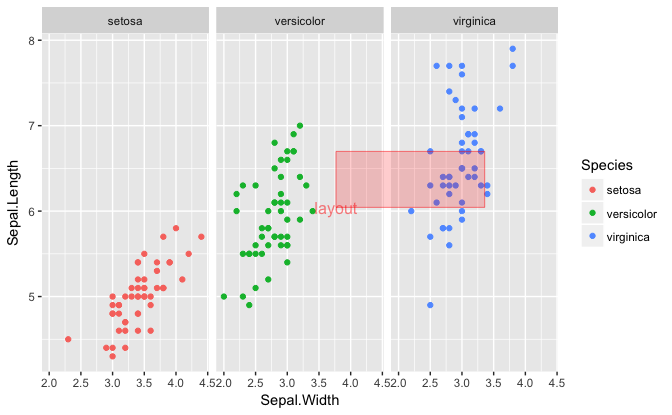 setosa versicolor virginica
8
7
6
5
Sepal.Length
layout
2.0 2.5 3.0 3.5 4.0 4.5 2.0 2.5 3.0 3.5 4.0 4.5 2.0 2.5 3.0 3.5 4.0 4.5
Sepal.Width
Species
setosa
versicolor
virginica